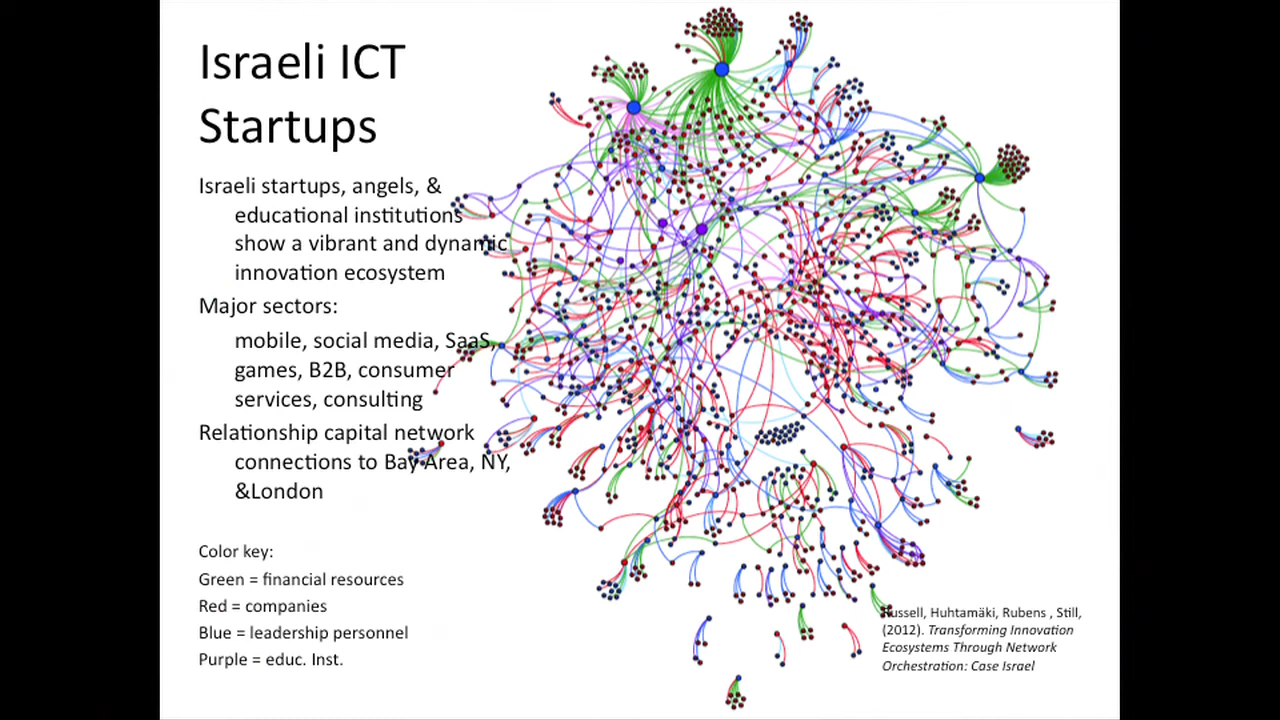 Israeli ICT
Startups
Israeli startups, angels, &
educational institutions
show a vibrant and dynamic
innovation ecosystem
Major sectors:
mobile, social media, SaaS,
games, B2B, consumer
services, consulting
Relationship capital network
connections to Bay Area, NY,
&London
Color key:
Green = financial resources
Red = companies
Blue = leadership personnel
Purple = educ. Inst.
Russell, Huhtamäki, Rubens , Still,
(2012). Transforming Innovation
Ecosystems Through Network
Orchestration: Case Israel